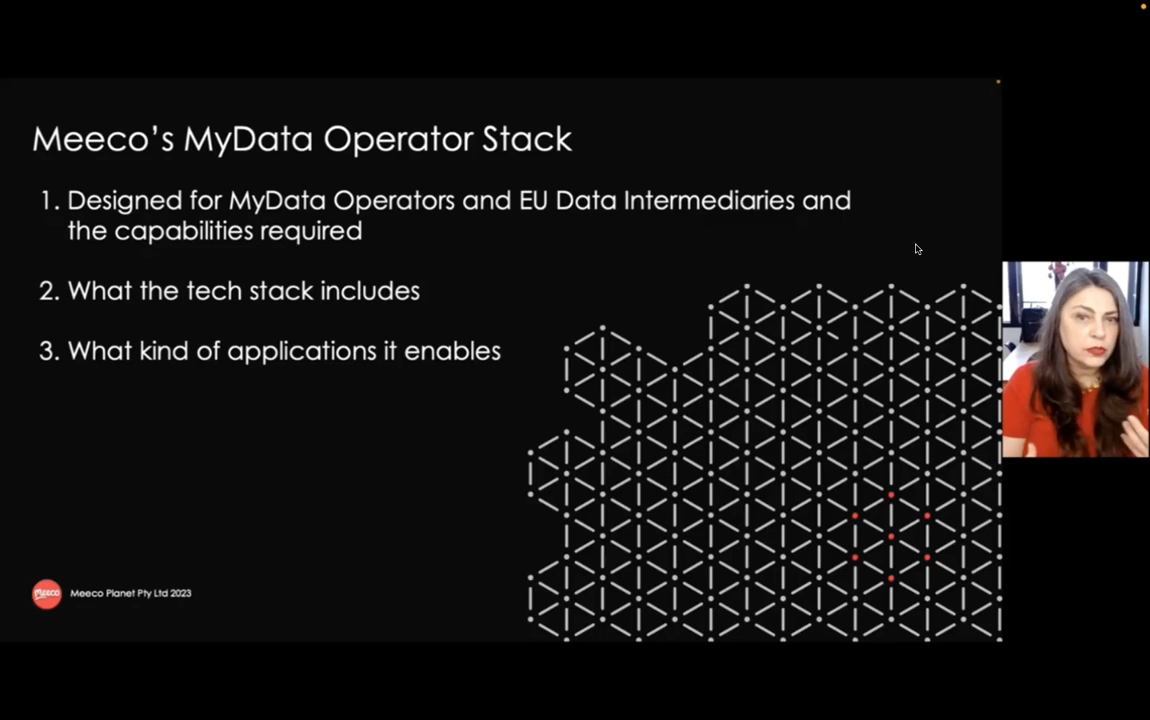 Meeco's MyData Operator Stack
1. Designed for MyData Operators and EU Data Intermediaries and
the capabilities required
2. What the tech stack includes
3. What kind of applications it enables
meeco
Meeco Planet Pty Ltd 2023